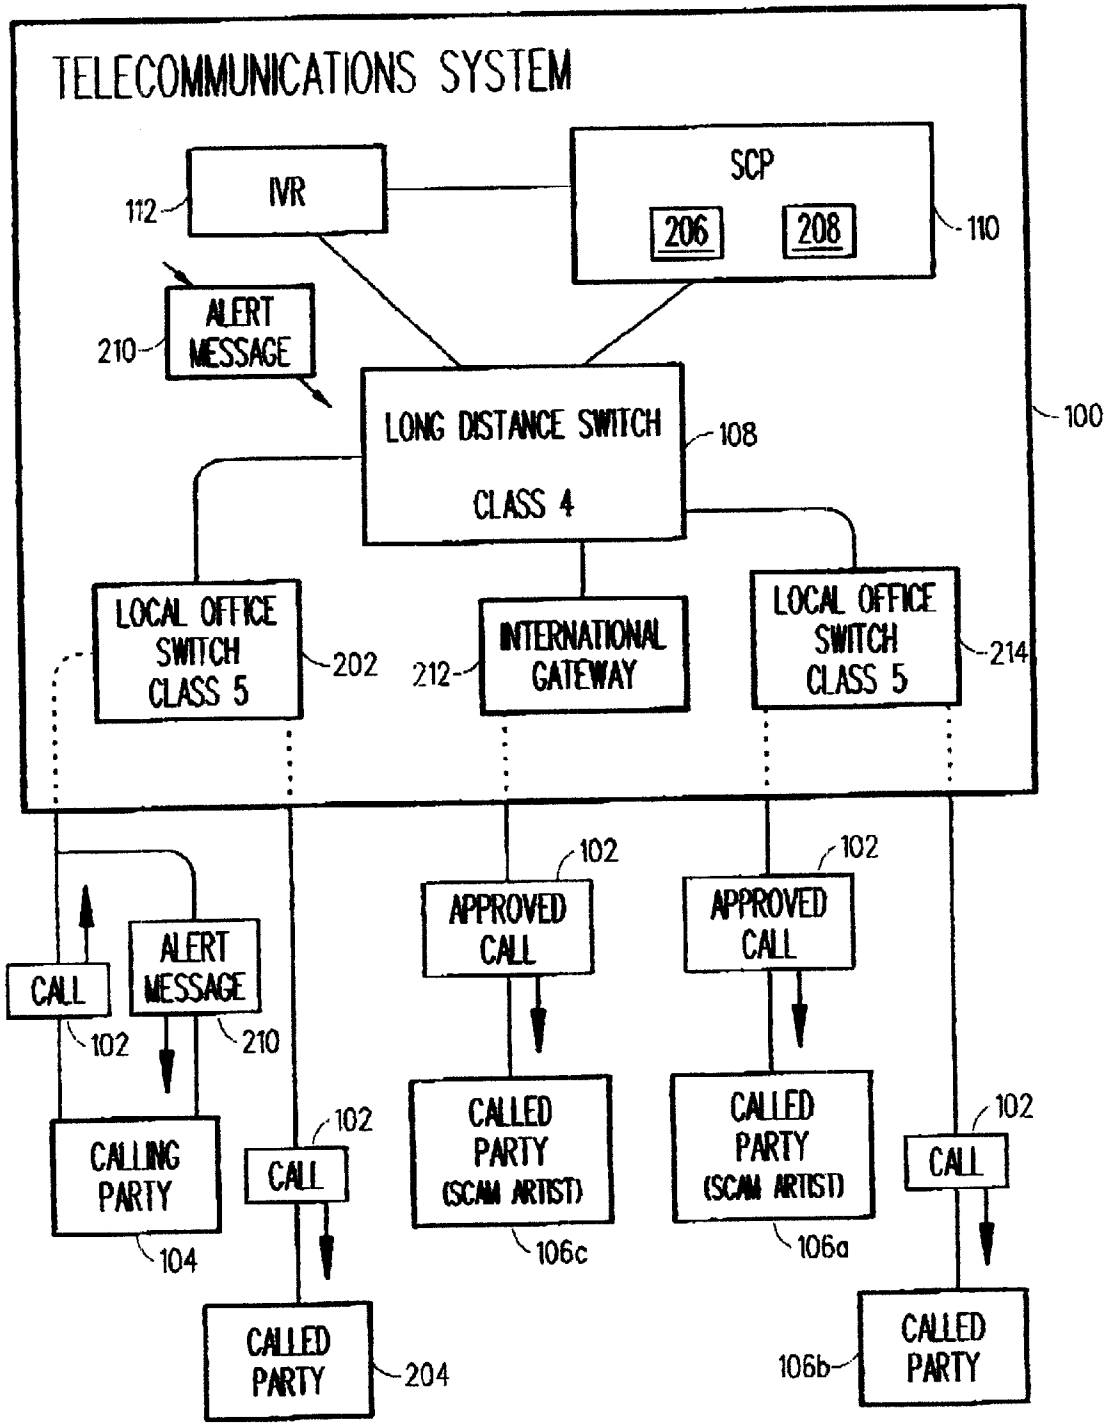 TELECOMMUNICATIONS SYSTEM
IVR
112
SCP
206
208
110
ALERT
MESSAGE
210
LONG DISTANCE SWITCH
CLASS 4
108
100
LOCAL OFFICE
SWITCH
CLASS 5
202
INTERNATIONAL
GATEWAY
212
LOCAL OFFICE
SWITCH
CLASS 5
214
CALL
102
ALERT
MESSAGE
210
APPROVED
CALL
102
APPROVED
CALL
102
CALLING
PARTY
104
CALL
102
CALLED
PARTY
(SCAM ARTIST)
106c
CALLED
PARTY
(SCAM ARTIST)
106a
CALL
102
CALLED
PARTY
204
CALLED
PARTY
106b